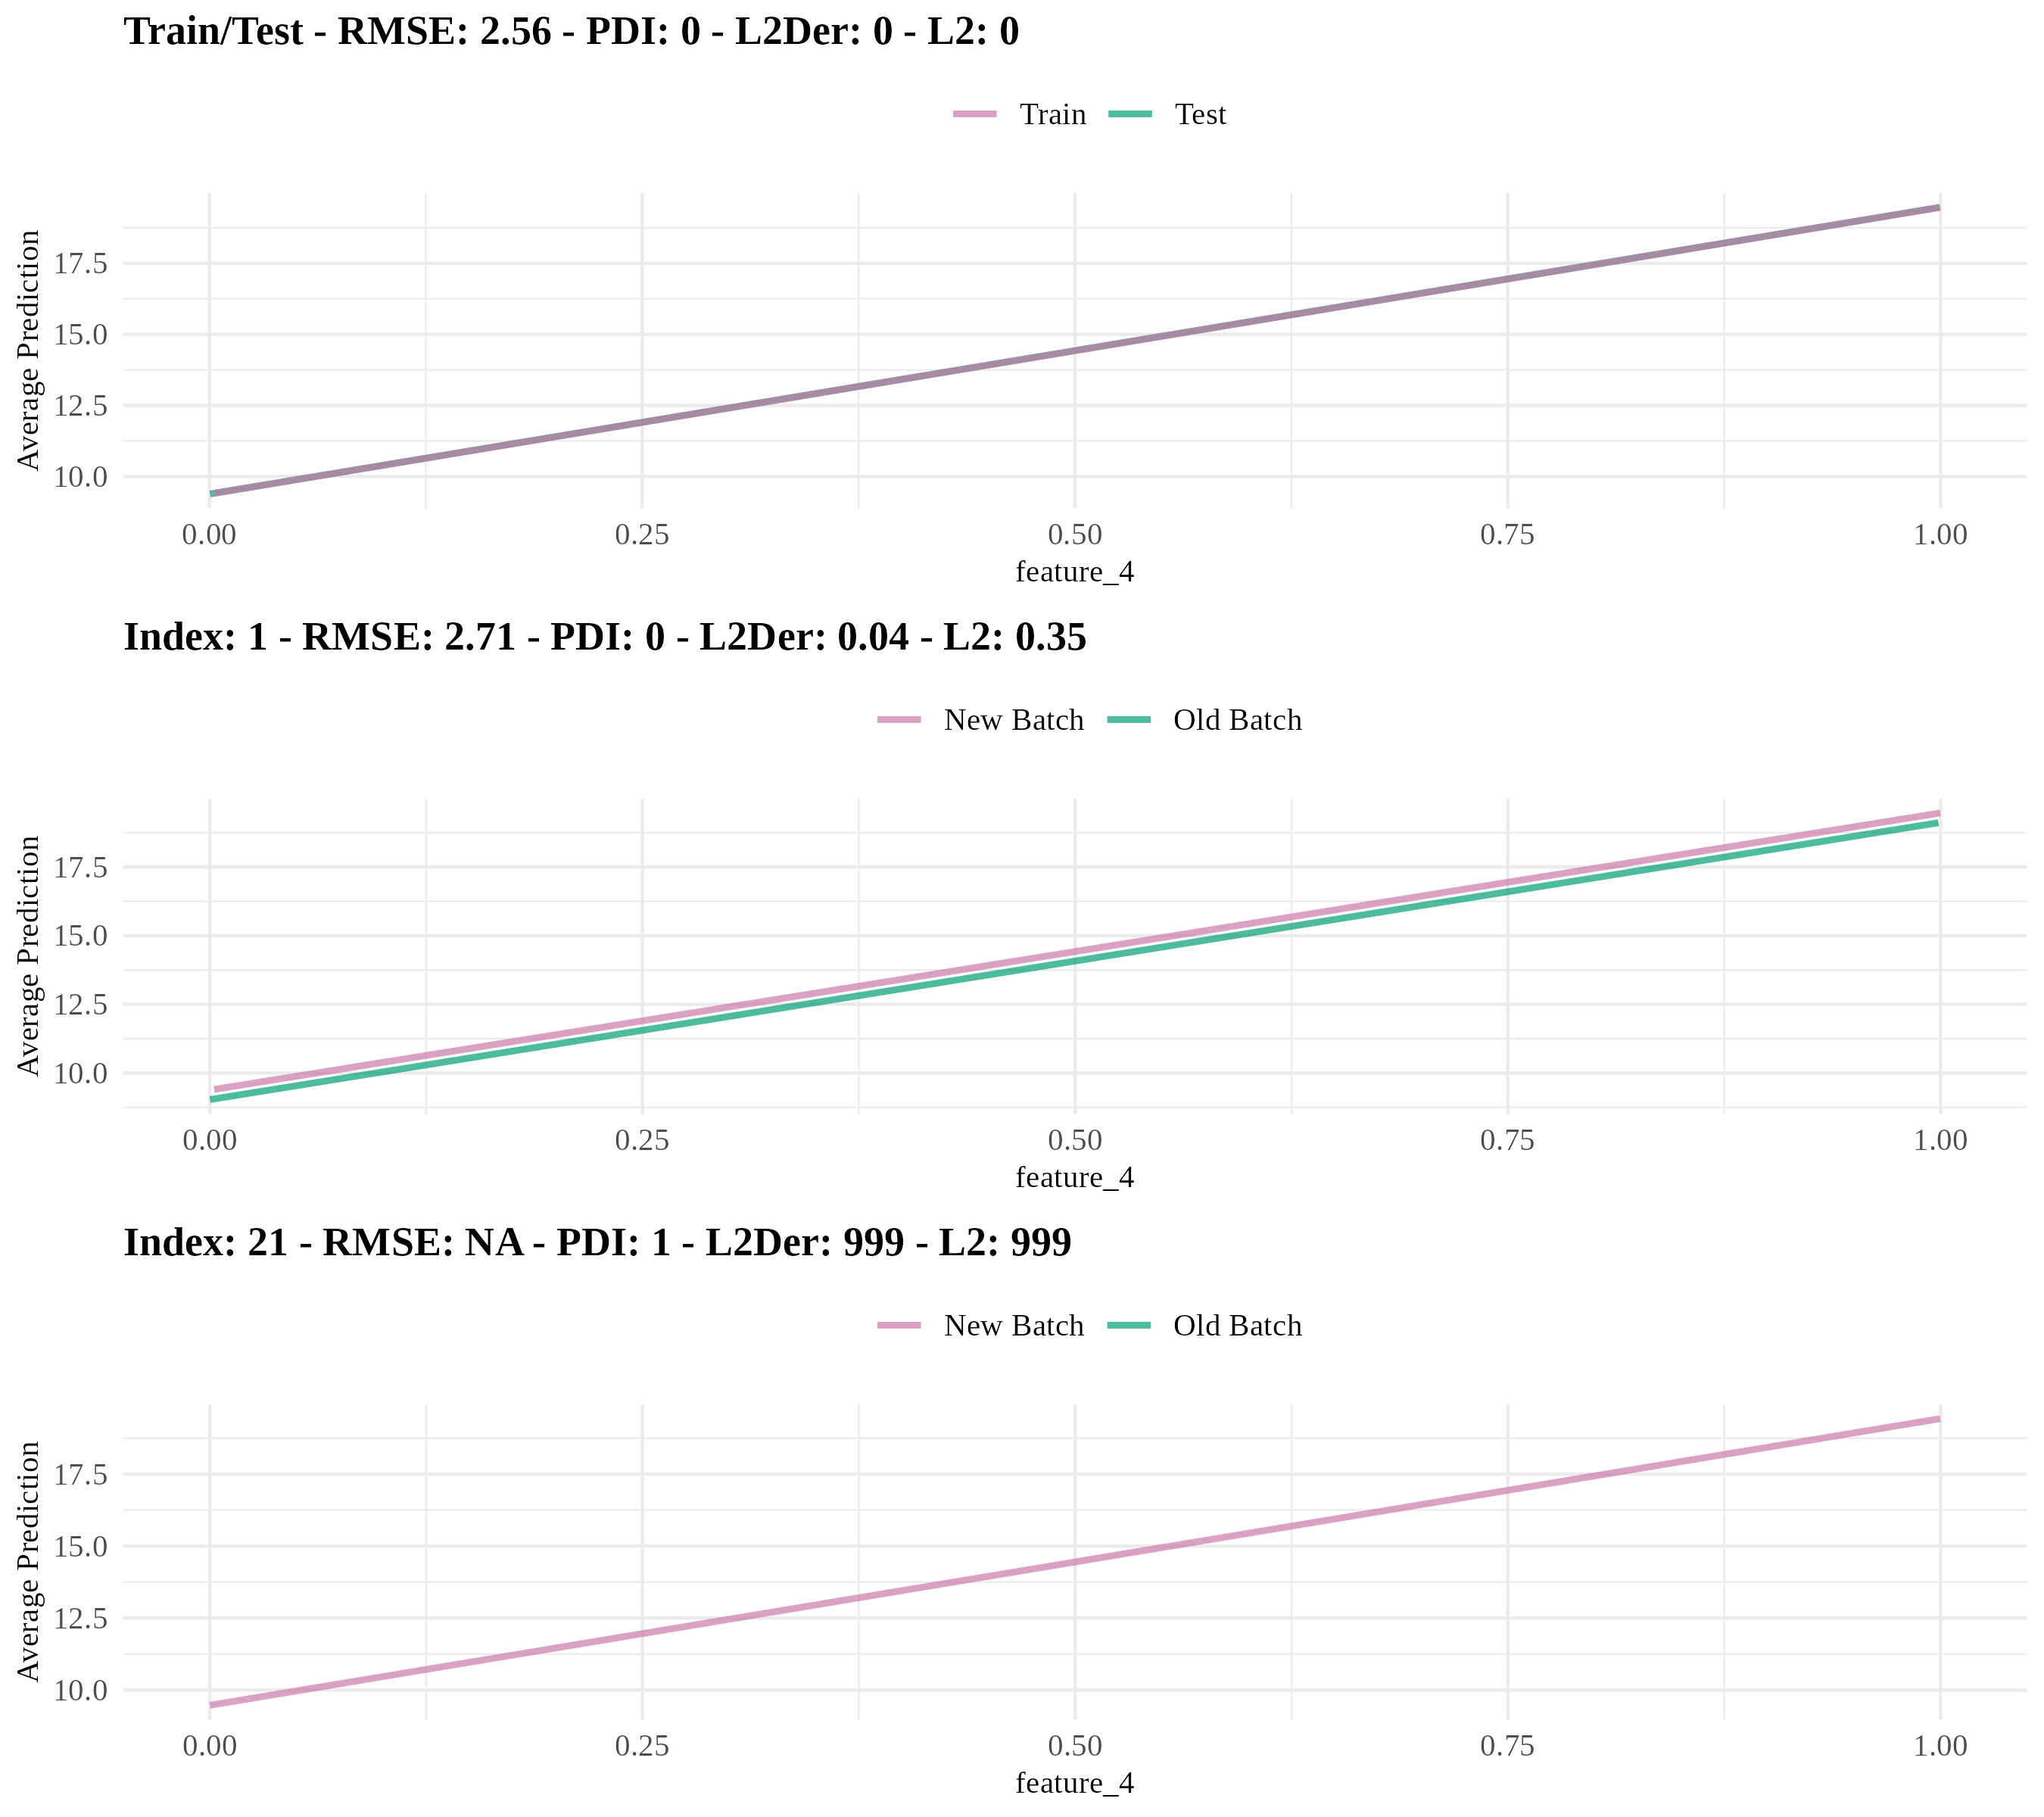 Train/Test - RMSE: 2.56 - PDI: 0 - L2Der: 0 - L2: 0
Train Test
Average Prediction
17.5
15.0
12.5
10.0
0.00 0.25 0.50 0.75 1.00
feature_4
Index: 1 - RMSE: 2.71 - PDI: 0 - L2Der: 0.04 - L2: 0.35
New Batch Old Batch
Average Prediction
17.5
15.0
12.5
10.0
0.00 0.25 0.50 0.75 1.00
feature_4
Index: 21 - RMSE: NA - PDI: 1 - L2Der: 999 - L2: 999
New Batch Old Batch
Average Prediction
17.5
15.0
12.5
10.0
0.00 0.25 0.50 0.75 1.00
feature_4